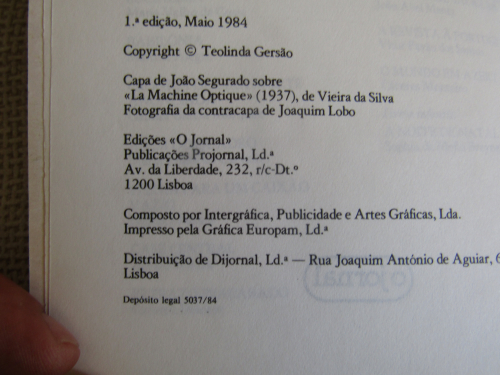 1.ª edição, Maio 1984
Copyright © Teolinda Gersão
Capa de João Segurado sobre
«La Machine Optique» (1937), de Vieira da Silva
Fotografia da contracapa de Joaquim Lobo
Edições «O Jornal»
Publicações Projornal, Ld.ª
Av. da Liberdade, 232, r/c-Dt.º
1200 Lisboa
Composto por Intergráfica, Publicidade e Artes Gráficas, Lda.
Impresso pela Gráfica Europam, Ld.ª
Distribuição de Dijornal, Ld.ª — Rua Joaquim António de Aguiar, 6
Lisboa
Depósito legal 5037/84